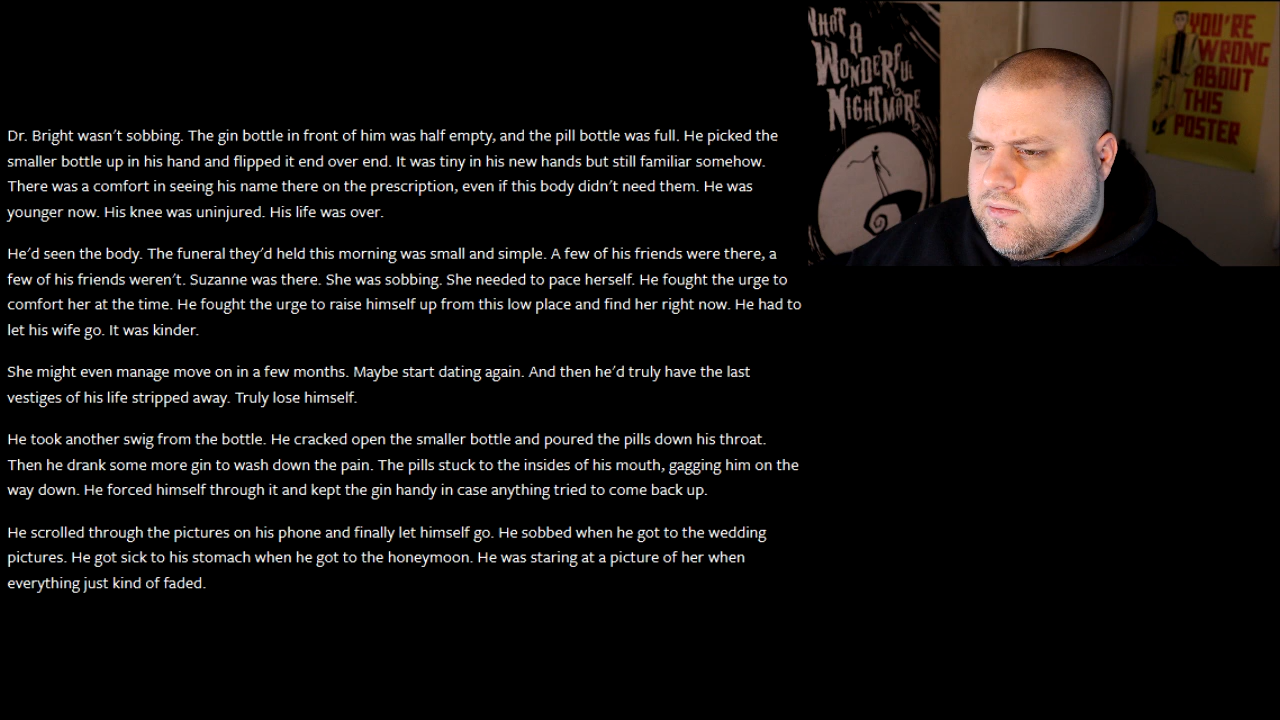 Dr. Bright wasn't sobbing. The gin bottle in front of him was half empty, and the pill bottle was full. He picked the
smaller bottle up in his hand and flipped it end over end. It was tiny in his new hands but still familiar somehow.
There was a comfort in seeing his name there on the prescription, even if this body didn't need them. He was
younger now. His knee was uninjured. His life was over.
He'd seen the body. The funeral they'd held this morning was small and simple. A few of his friends were there, a
few of his friends weren't. Suzanne was there. She was sobbing. She needed to pace herself. He fought the urge to
comfort her at the time. He fought the urge to raise himself up from this low place and find her right now. He had to
let his wife go. It was kinder.
She might even manage move on in a few months. Maybe start dating again. And then he'd truly have the last
vestiges of his life stripped away. Truly lose himself.
He took another swig from the bottle. He cracked open the smaller bottle and poured the pills down his throat.
Then he drank some more gin to wash down the pain. The pills stuck to the insides of his mouth, gagging him on the
way down. He forced himself through it and kept the gin handy in case anything tried to come back up.
He scrolled through the pictures on his phone and finally let himself go. He sobbed when he got to the wedding
pictures. He got sick to his stomach when he got to the honeymoon. He was staring at a picture of her when
everything just kind of faded.
WHAT
A
WONDERFUL
NIGHTMARE
YOU'RE
WRONG
ABOUT
THIS
POSTER